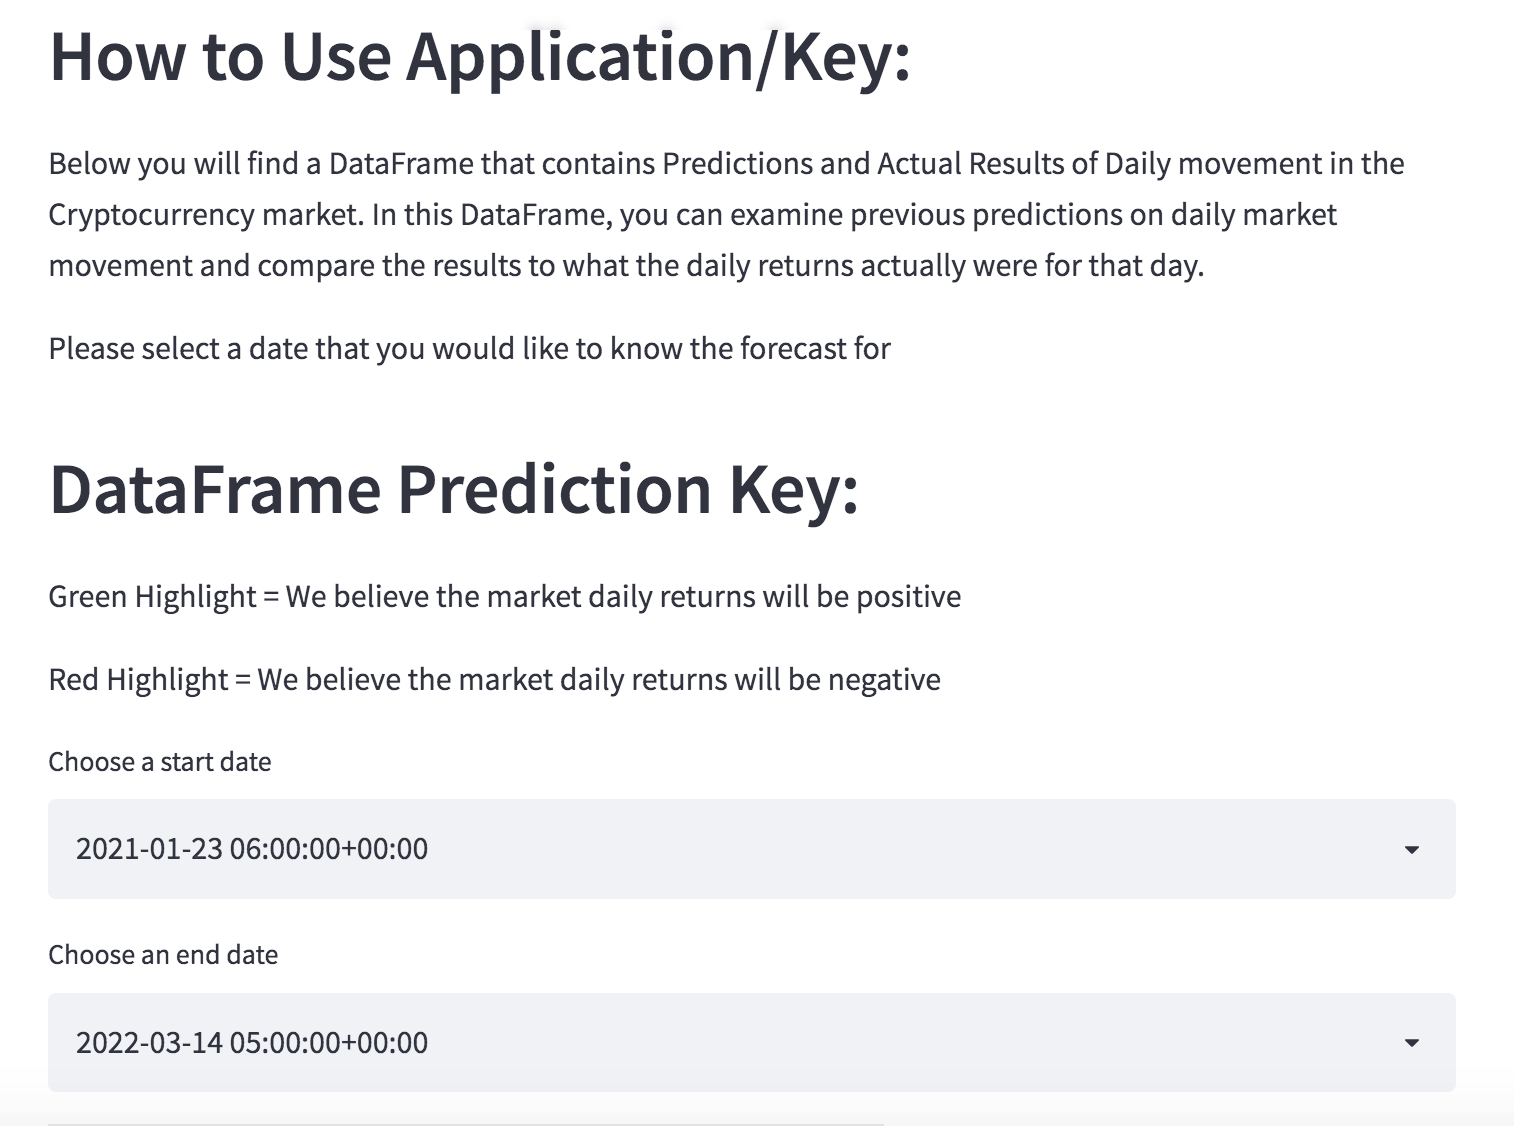 How to Use Application/Key:
Below you will find a DataFrame that contains Predictions and Actual Results of Daily movement in the
Cryptocurrency market. In this DataFrame, you can examine previous predictions on daily market
movement and compare the results to what the daily returns actually were for that day.
Please select a date that you would like to know the forecast for
DataFrame Prediction Key:
Green Highlight = We believe the market daily returns will be positive
Red Highlight = We believe the market daily returns will be negative
Choose a start date
2021-01-23 06:00:00+00:00
Choose an end date
2022-03-14 05:00:00+00:00